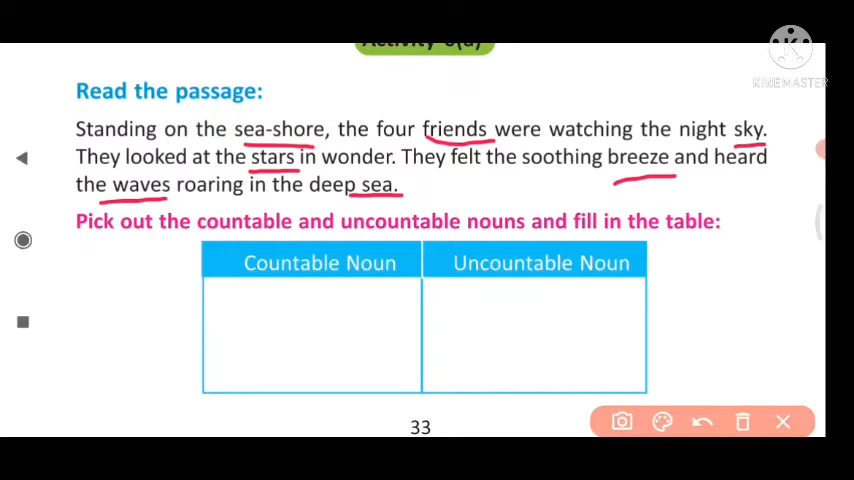 Activity-6(a)
KINEMASTER
Read the passage:
Standing on the sea-shore, the four friends were watching the night sky.
They looked at the stars in wonder. They felt the soothing breeze and heard
the waves roaring in the deep sea.
Pick out the countable and uncountable nouns and fill in the table:
Countable Noun Uncountable Noun
33